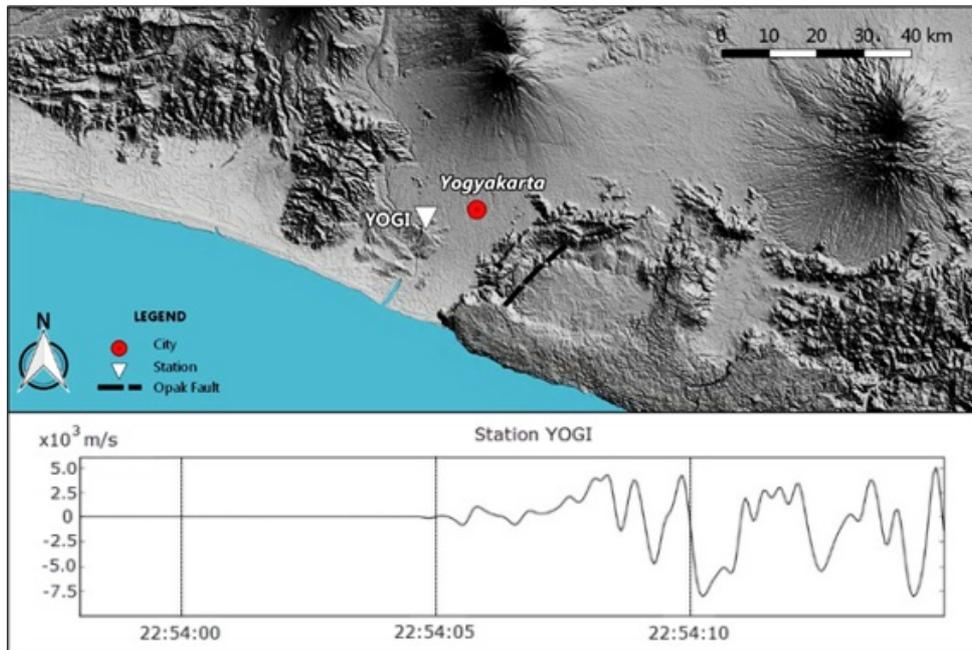 0 10 20 30 40 km
Yogyakarta
YOGI
N
LEGEND
City
Station
Opak Fault
x10³ m/s
Station YOGI
5.0
2.5
0
-2.5
-5.0
-7.5
22:54:00 22:54:05 22:54:10